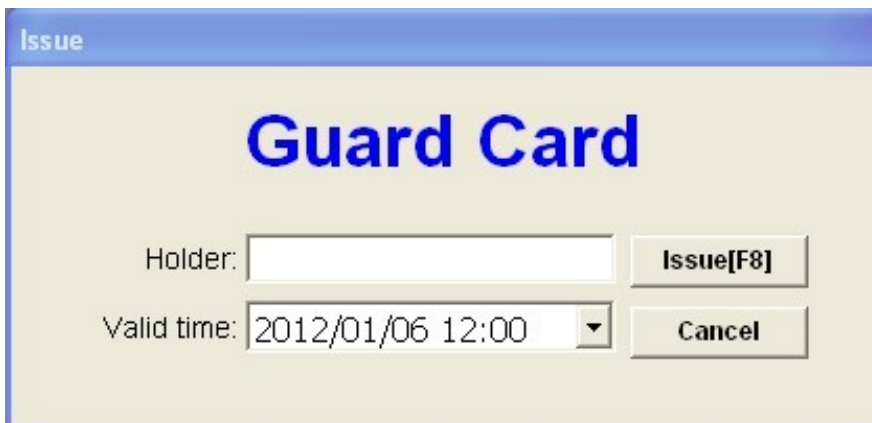 Issue
Guard Card
Holder: Issue[F8]
Valid time: 2012/01/06 12:00 Cancel